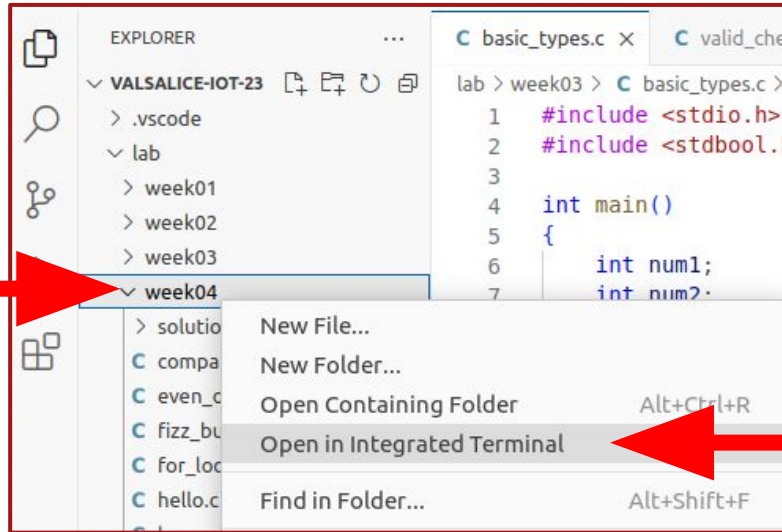 EXPLORER ...
VALSALICE-IOT-23
.vscode
lab
week01
week02
week03
week04
solutio
compa
C even_
C fizz_bu
C for_loo
C hello.c
C basic_types.c ×
C valid_che
lab > week03 > C basic_types.c >
1 #include <stdio.h>
2 #include <stdbool.
3
4 int main()
5 {
6 int num1;
7 int num2;
New File...
New Folder...
Open Containing Folder Alt+Ctrl+R
Open in Integrated Terminal
Find in Folder... Alt+Shift+F